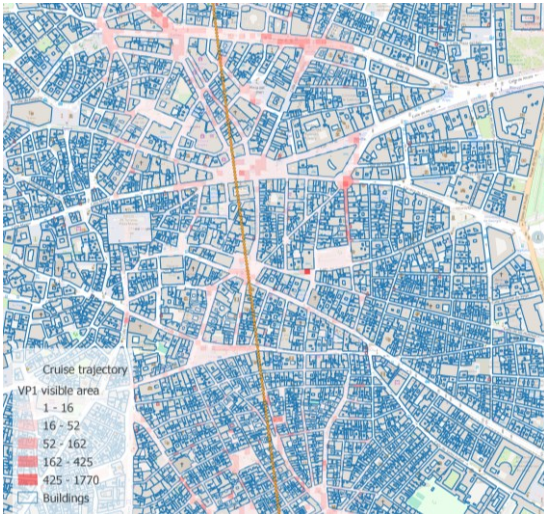 Cruise trajectory
VP1 visible area
1 - 16
16 - 52
52 - 162
162 - 425
425 - 1770
Buildings